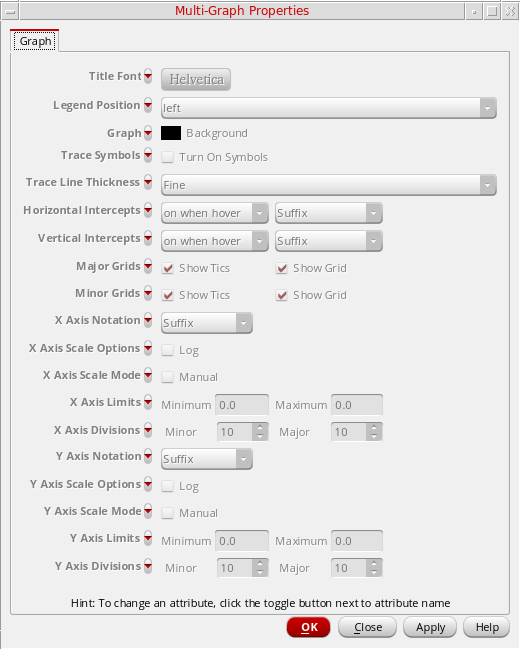 Multi-Graph Properties
Graph
Title Font Helvetica
Legend Position left
Graph Background
Trace Symbols Turn On Symbols
Trace Line Thickness Fine
Horizontal Intercepts on when hover Suffix
Vertical Intercepts on when hover Suffix
Major Grids Show Tics Show Grid
Minor Grids Show Tics Show Grid
X Axis Notation Suffix
X Axis Scale Options Log
X Axis Scale Mode Manual
X Axis Limits Minimum 0.0 Maximum 0.0
X Axis Divisions Minor 10 Major 10
Y Axis Notation Suffix
Y Axis Scale Options Log
Y Axis Scale Mode Manual
Y Axis Limits Minimum 0.0 Maximum 0.0
Y Axis Divisions Minor 10 Major 10
Hint: To change an attribute, click the toggle button next to attribute name
OK Close Apply Help